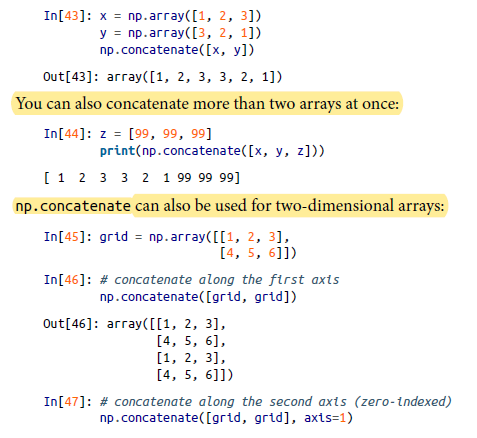 In[43]: x = np.array([1, 2, 3])
        y = np.array([3, 2, 1])
        np.concatenate([x, y])
Out[43]: array([1, 2, 3, 3, 2, 1])
You can also concatenate more than two arrays at once:
In[44]: z = [99, 99, 99]
        print(np.concatenate([x, y, z]))
[ 1  2  3  3  2  1 99 99 99]
np.concatenate can also be used for two-dimensional arrays:
In[45]: grid = np.array([[1, 2, 3],
                         [4, 5, 6]])
In[46]: # concatenate along the first axis
        np.concatenate([grid, grid])
Out[46]: array([[1, 2, 3],
                [4, 5, 6],
                [1, 2, 3],
                [4, 5, 6]])
In[47]: # concatenate along the second axis (zero-indexed)
        np.concatenate([grid, grid], axis=1)